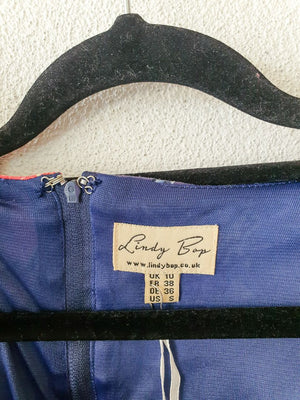 Lindy Bop
www.lindybop.co.uk
UK 10
FR 38
DE 36
US S